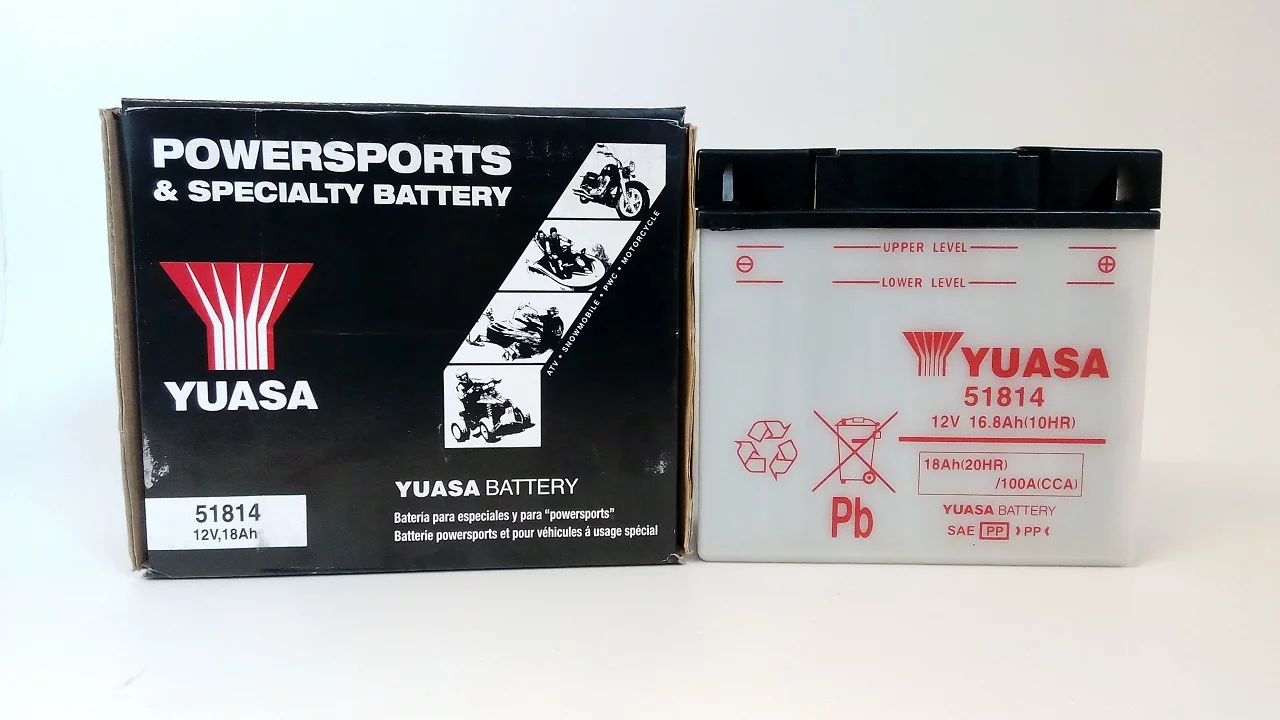 POWERSPORTS
& SPECIALTY BATTERY
YUASA
ATV • SNOWMOBILE • PWC • MOTORCYCLE
51814
12V,18Ah
YUASA BATTERY
Batería para especiales y para “powersports”
Batterie powersports et pour véhicules á usage spécial
UPPER LEVEL
⊖
⊕
LOWER LEVEL
YUASA
51814
12V 16.8Ah(10HR)
18Ah(20HR)
/100A(CCA)
Pb
YUASA BATTERY
SAE PP >PP<